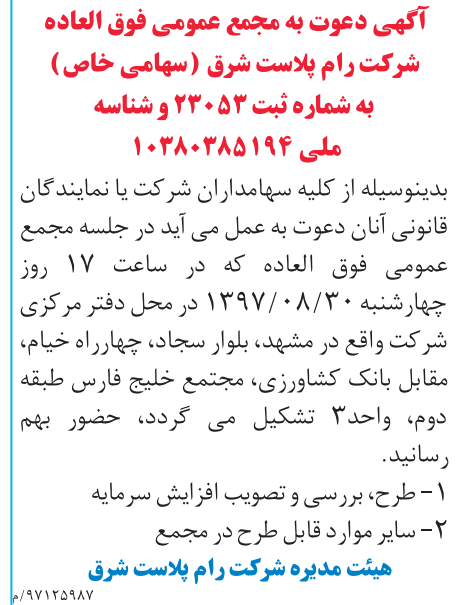 آگهی دعوت به مجمع عمومی فوق العاده
شرکت رام پلاست شرق (سهامی خاص)
به شماره ثبت ۲۳۰۵۳ و شناسه
ملی ۱۰۳۸۰۳۸۵۱۹۴
بدینوسیله از کلیه سهامداران شرکت یا نمایندگان
قانونی آنان دعوت به عمل می آید در جلسه مجمع
عمومی فوق العاده که در ساعت ۱۷ روز
چهارشنبه ۱۳۹۷/۰۸/۳۰ در محل دفتر مرکزی
شرکت واقع در مشهد، بلوار سجاد، چهارراه خیام،
مقابل بانک کشاورزی، مجتمع خلیج فارس طبقه
دوم، واحد۳ تشکیل می گردد، حضور بهم
رسانید.
۱- طرح، بررسی و تصویب افزایش سرمایه
۲- سایر موارد قابل طرح در مجمع
هیئت مدیره شرکت رام پلاست شرق
۹۷۱۲۵۹۸۷/م